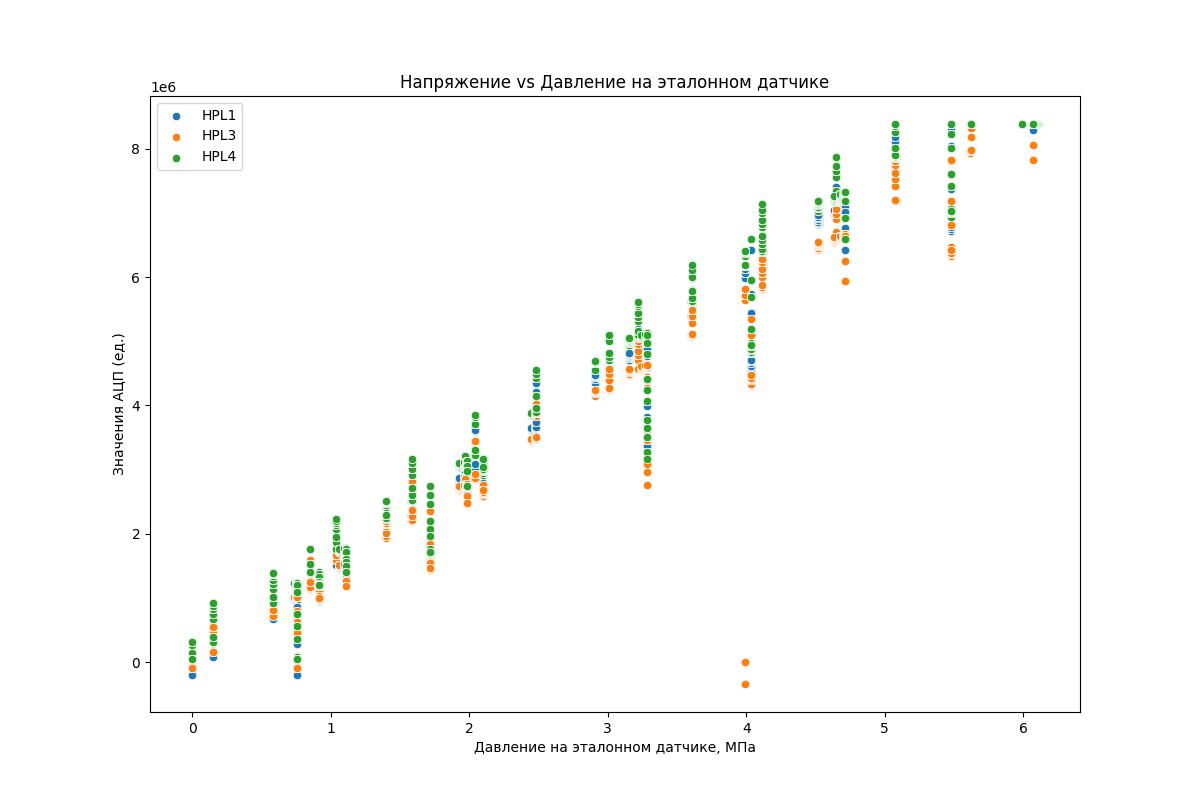 Напряжение vs Давление на эталонном датчике
1e6
HPL1
HPL3
HPL4
8
6
4
2
0
Значения АЦП (ед.)
0 1 2 3 4 5 6
Давление на эталонном датчике, МПа